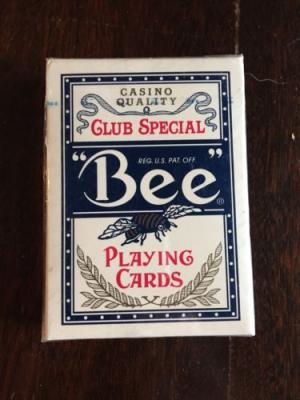 CASINO
QUALITY
CLUB SPECIAL
REG. U.S. PAT. OFF.
"Bee"®
PLAYING
CARDS